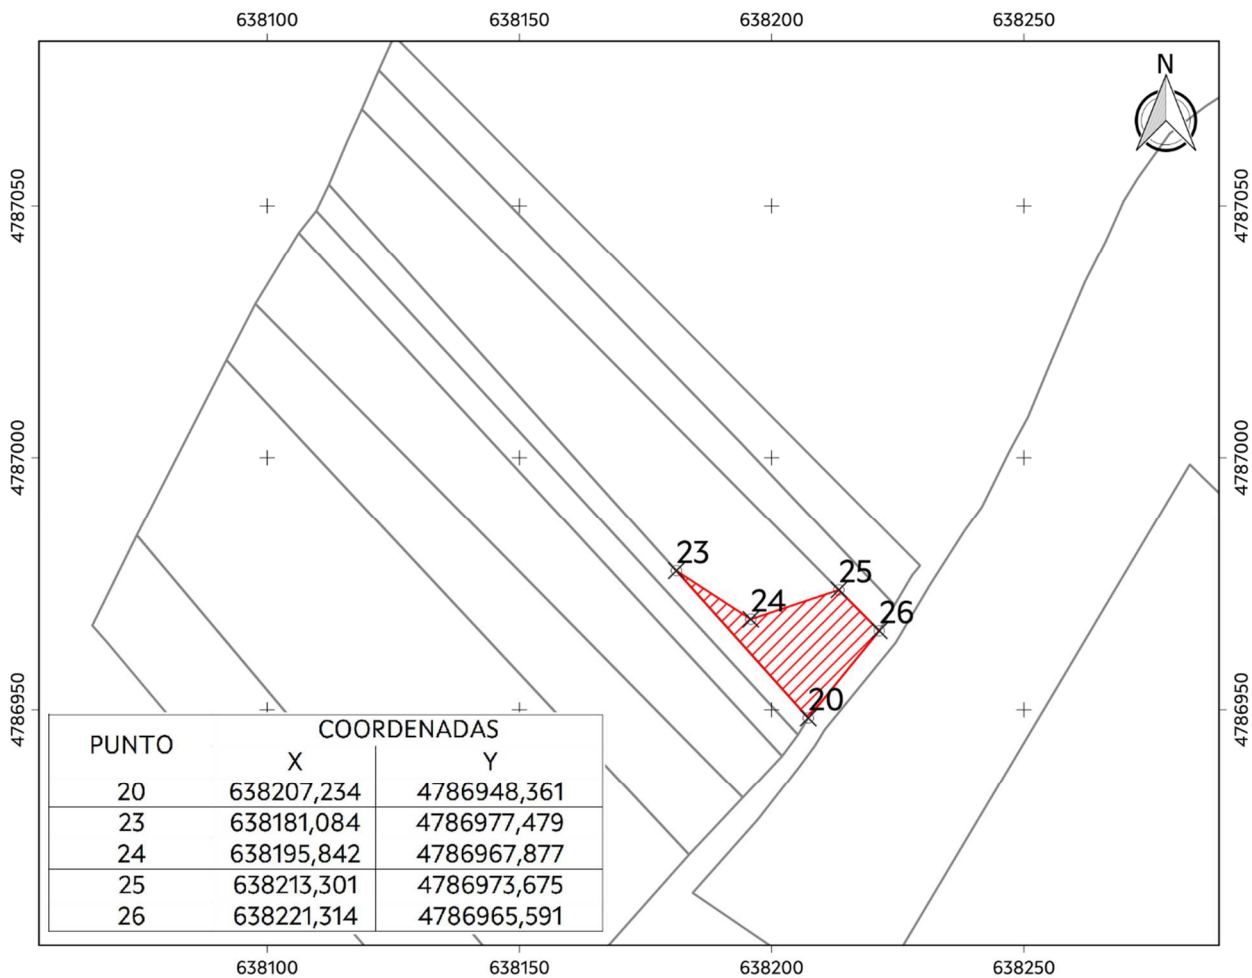 638100 638150 638200 638250
N
4787050 4787050
4787000 4787000
23
25
24
26
20
4786950 4786950
COORDENADAS
PUNTO
X Y
20 638207,234 4786948,361
23 638181,084 4786977,479
24 638195,842 4786967,877
25 638213,301 4786973,675
26 638221,314 4786965,591
638100 638150 638200 638250